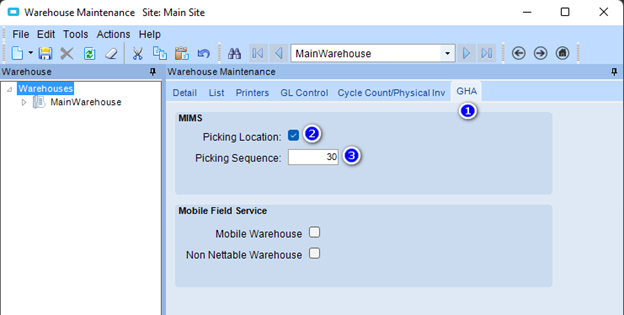 Warehouse Maintenance Site: Main Site
File Edit Tools Actions Help
MainWarehouse
Warehouse
Warehouse Maintenance
Warehouses
MainWarehouse
Detail List Printers GL Control Cycle Count/Physical Inv GHA
1
MIMS
Picking Location: 2
Picking Sequence: 30 3
Mobile Field Service
Mobile Warehouse
Non Nettable Warehouse